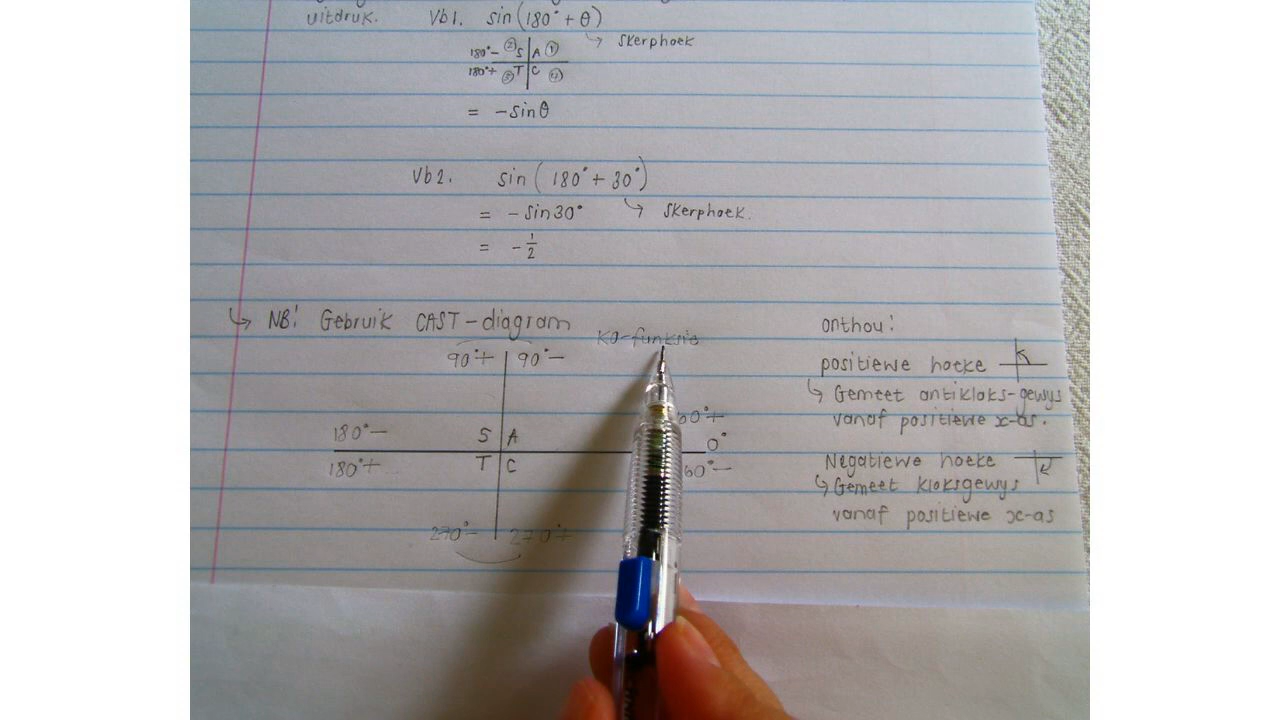 uitdruk. Vb1. sin(180° + θ)
↳ skerphoek
180°- ② S A ①
180°+ ③ T C ④
= -sinθ
Vb2. sin(180° + 30°)
= -sin30° ↳ skerphoek.
= -1/2
↳ NB! Gebruik CAST-diagram
ko-funksie
90°+ 90°-
180°- S A
180°+ T C
60°+
0°
60°-
270°- 270°+
onthou!
positiewe hoeke
↳ Gemeet antikloks-gewys
vanaf positiewe x-as.
Negatiewe hoeke
↳ Gemeet kloksgewys
vanaf positiewe x-as